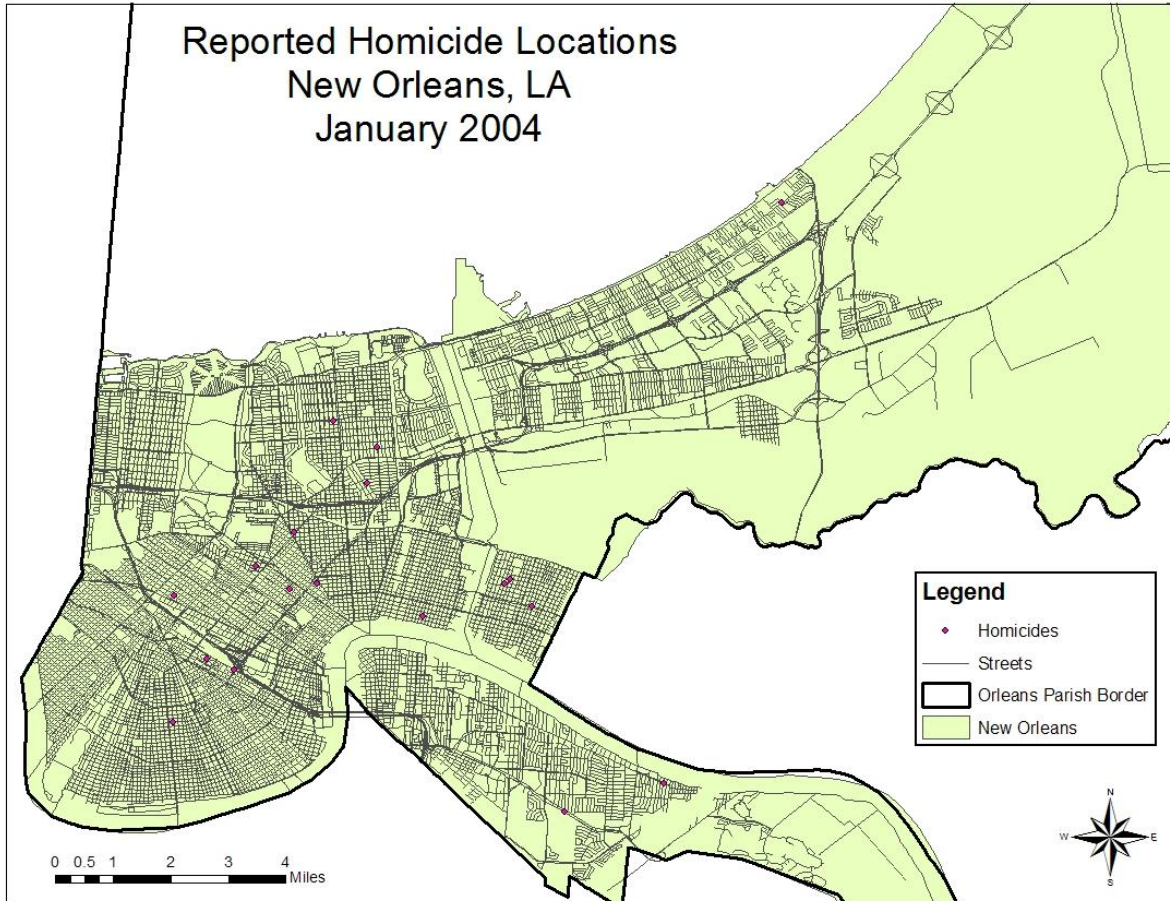 Reported Homicide Locations
New Orleans, LA
January 2004
Legend
Homicides
Streets
Orleans Parish Border
New Orleans
N
W E
S
0 0.5 1 2 3 4
Miles